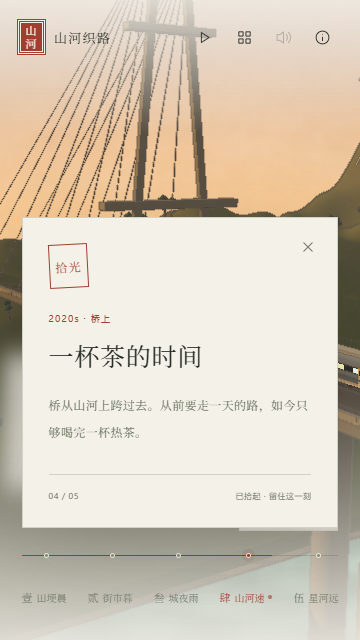 山河
山河织路
拾光
2020s · 桥上
一杯茶的时间
桥从山河上跨过去。从前要走一天的路，如今只
够喝完一杯热茶。
04 / 05
已拾起 · 留住这一刻
壹 山埂晨
贰 街市暮
叁 城夜雨
肆 山河速
伍 星河远